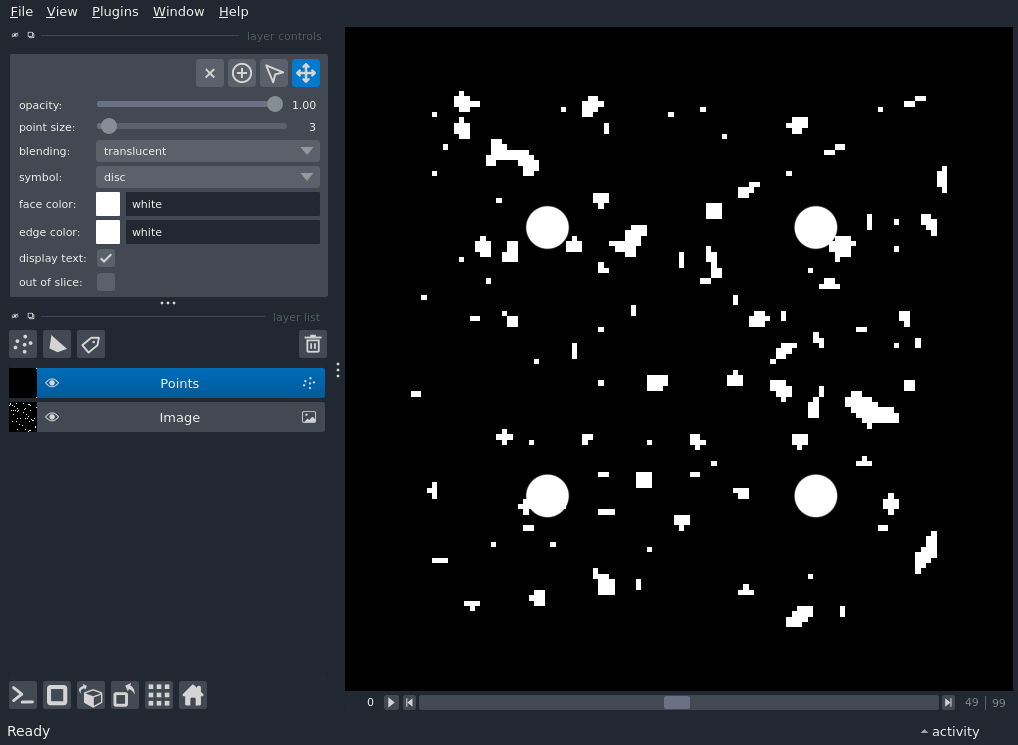 File View Plugins Window Help
layer controls
opacity: 1.00
point size: 3
blending: translucent
symbol: disc
face color: white
edge color: white
display text:
out of slice:
layer list
Points
Image
0 49 | 99
Ready activity